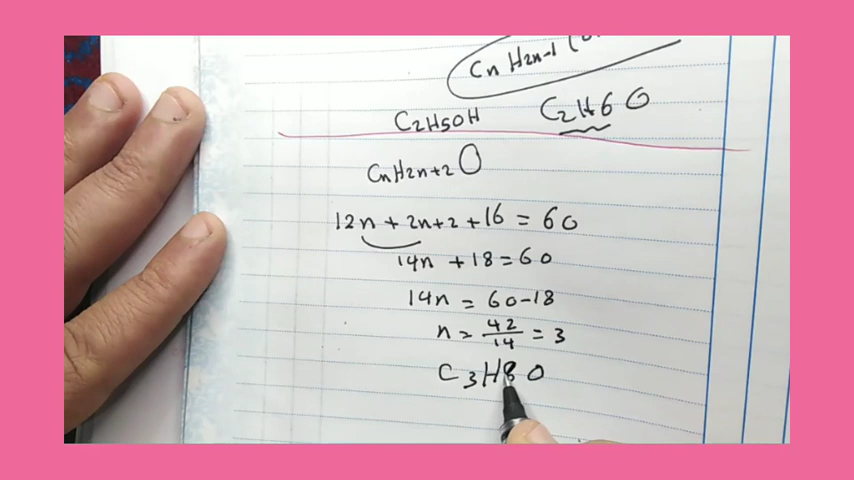 CnH2n-1
C2H5OH C2H6O
CnH2n+2O
12n + 2n+2 +16 = 60
14n + 18 = 60
14n = 60-18
n = 42/14 = 3
C3H8O